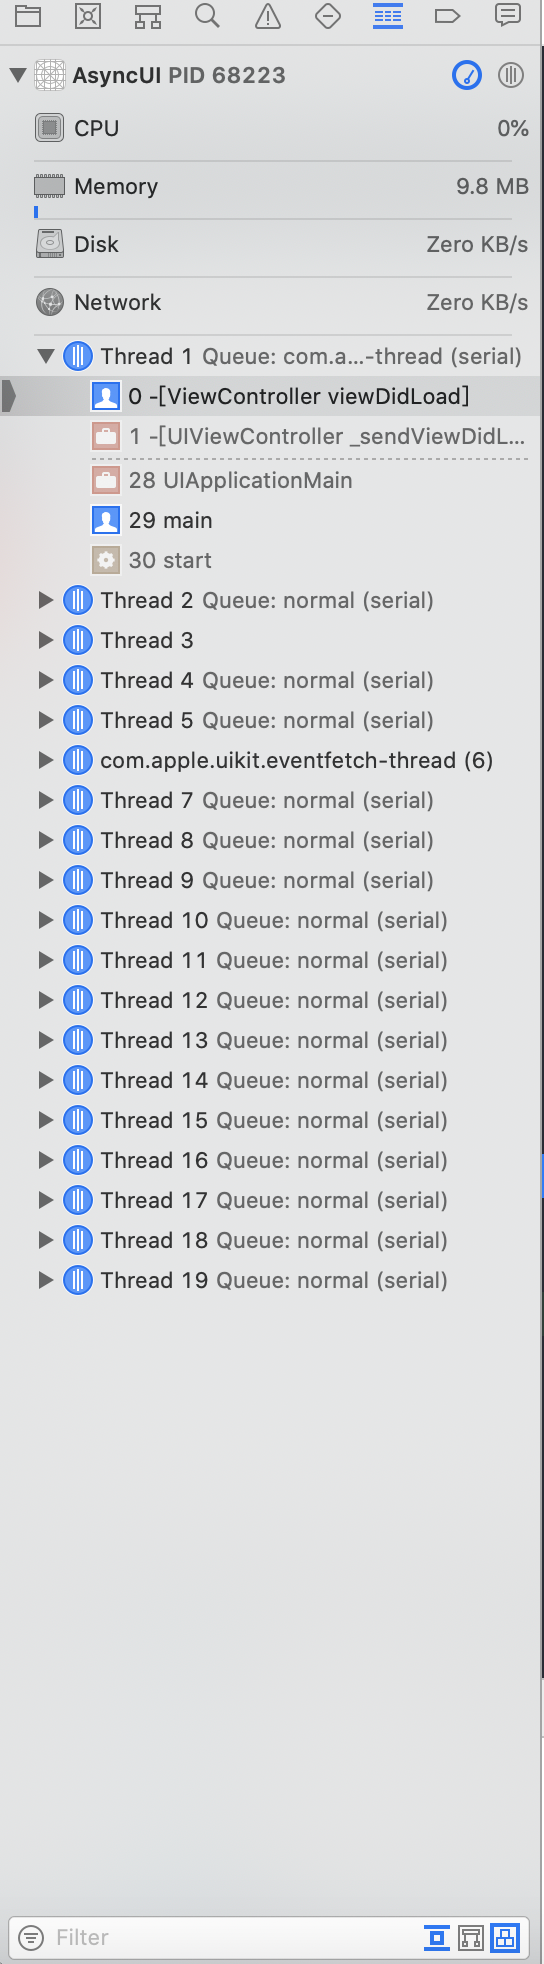 AsyncUI PID 68223
CPU 0%
Memory 9.8 MB
Disk Zero KB/s
Network Zero KB/s
Thread 1 Queue: com.a...-thread (serial)
0 -[ViewController viewDidLoad]
1 -[UIViewController _sendViewDidL...
28 UIApplicationMain
29 main
30 start
Thread 2 Queue: normal (serial)
Thread 3
Thread 4 Queue: normal (serial)
Thread 5 Queue: normal (serial)
com.apple.uikit.eventfetch-thread (6)
Thread 7 Queue: normal (serial)
Thread 8 Queue: normal (serial)
Thread 9 Queue: normal (serial)
Thread 10 Queue: normal (serial)
Thread 11 Queue: normal (serial)
Thread 12 Queue: normal (serial)
Thread 13 Queue: normal (serial)
Thread 14 Queue: normal (serial)
Thread 15 Queue: normal (serial)
Thread 16 Queue: normal (serial)
Thread 17 Queue: normal (serial)
Thread 18 Queue: normal (serial)
Thread 19 Queue: normal (serial)
Filter